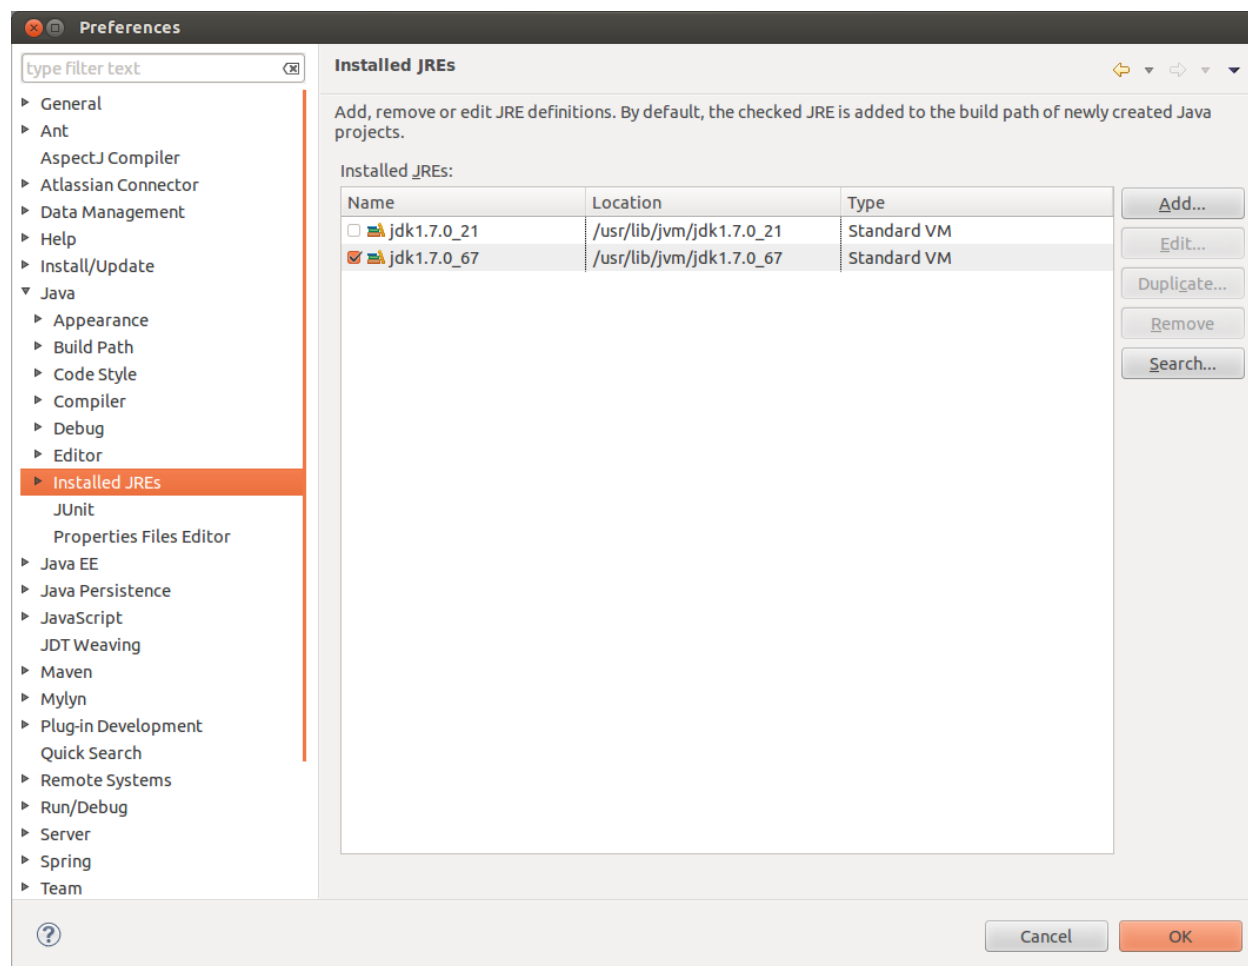 Preferences
type filter text
General
Ant
AspectJ Compiler
Atlassian Connector
Data Management
Help
Install/Update
Java
Appearance
Build Path
Code Style
Compiler
Debug
Editor
Installed JREs
JUnit
Properties Files Editor
Java EE
Java Persistence
JavaScript
JDT Weaving
Maven
Mylyn
Plug-in Development
Quick Search
Remote Systems
Run/Debug
Server
Spring
Team
Installed JREs
Add, remove or edit JRE definitions. By default, the checked JRE is added to the build path of newly created Java
projects.
Installed JREs:
Name Location Type
jdk1.7.0_21 /usr/lib/jvm/jdk1.7.0_21 Standard VM
jdk1.7.0_67 /usr/lib/jvm/jdk1.7.0_67 Standard VM
Add...
Edit...
Duplicate...
Remove
Search...
?
Cancel OK